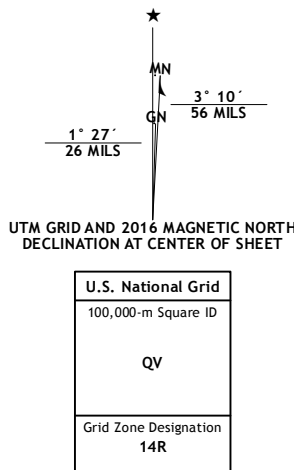 MN
GN
3° 10´
56 MILS
1° 27´
26 MILS
UTM GRID AND 2016 MAGNETIC NORTH
DECLINATION AT CENTER OF SHEET
U.S. National Grid
100,000-m Square ID
QV
Grid Zone Designation
14R